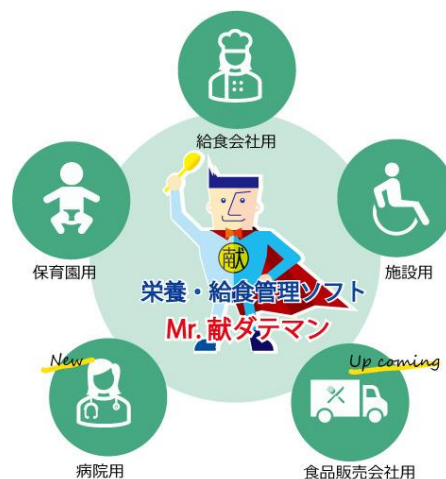 給食会社用
保育園用
施設用
献
栄養・給食管理ソフト
Mr. 献ダテマン
New
病院用
Up coming
食品販売会社用